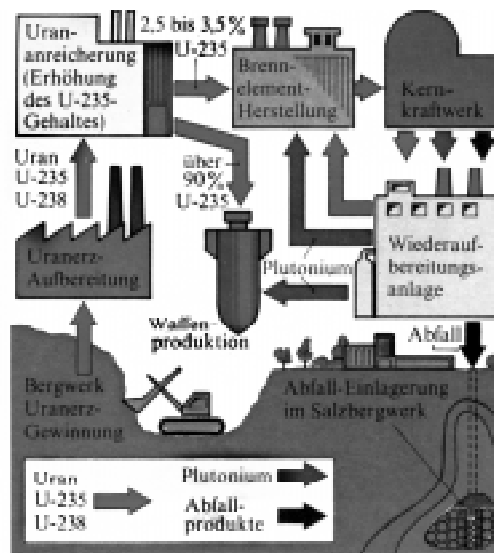 Uran-
anreicherung
(Erhöhung
des U-235-
Gehaltes)
2,5 bis 3,5%
U-235
Brenn-
element-
Herstellung
Kern-
kraftwerk
Uran
U-235
U-238
über
90%
U-235
Uranerz-
Aufbereitung
Plutonium
Wiederauf-
bereitungs-
anlage
Waffen-
produktion
Abfall
Bergwerk
Uranerz-
Gewinnung
Abfall-Einlagerung
im Salzbergwerk
Uran
U-235
U-238
Plutonium
Abfall-
produkte